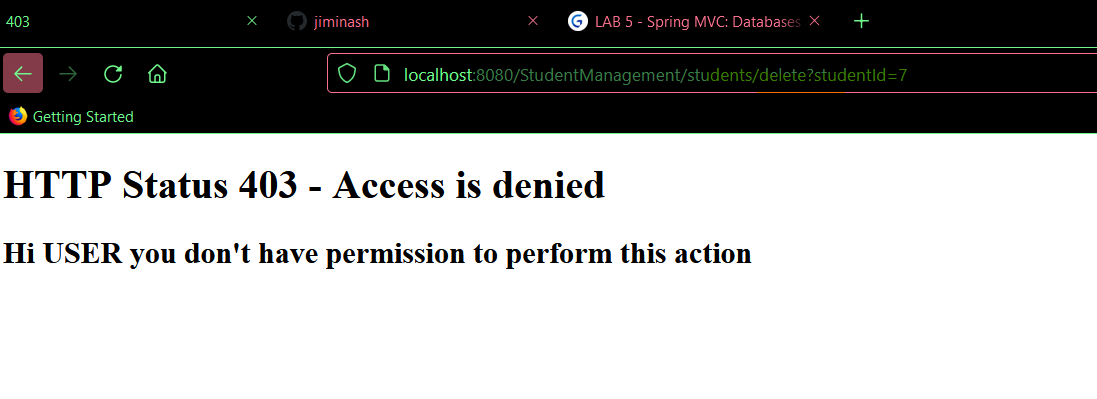 403
jiminash
LAB 5 - Spring MVC: Databases
localhost:8080/StudentManagement/students/delete?studentId=7
Getting Started
HTTP Status 403 - Access is denied
Hi USER you don't have permission to perform this action